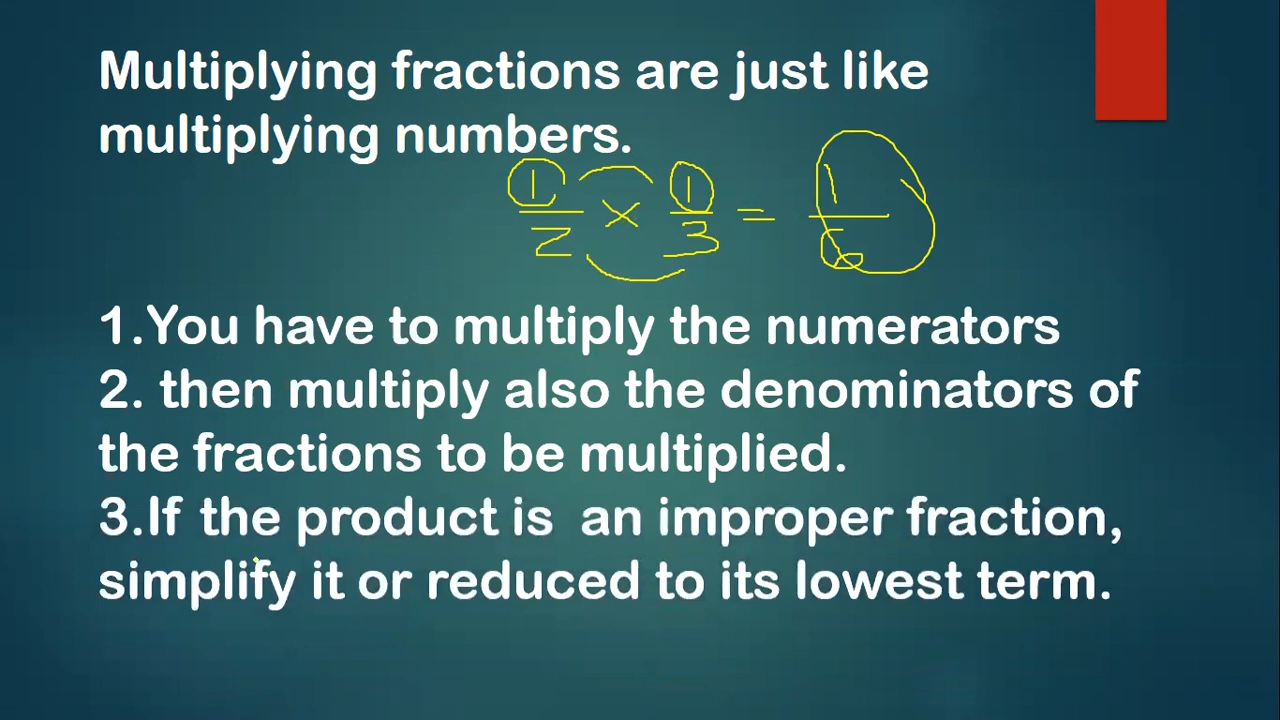 Multiplying fractions are just like
multiplying numbers.
1/2 × 1/3 = 1/6
1.You have to multiply the numerators
2. then multiply also the denominators of
the fractions to be multiplied.
3.If the product is  an improper fraction,
simplify it or reduced to its lowest term.